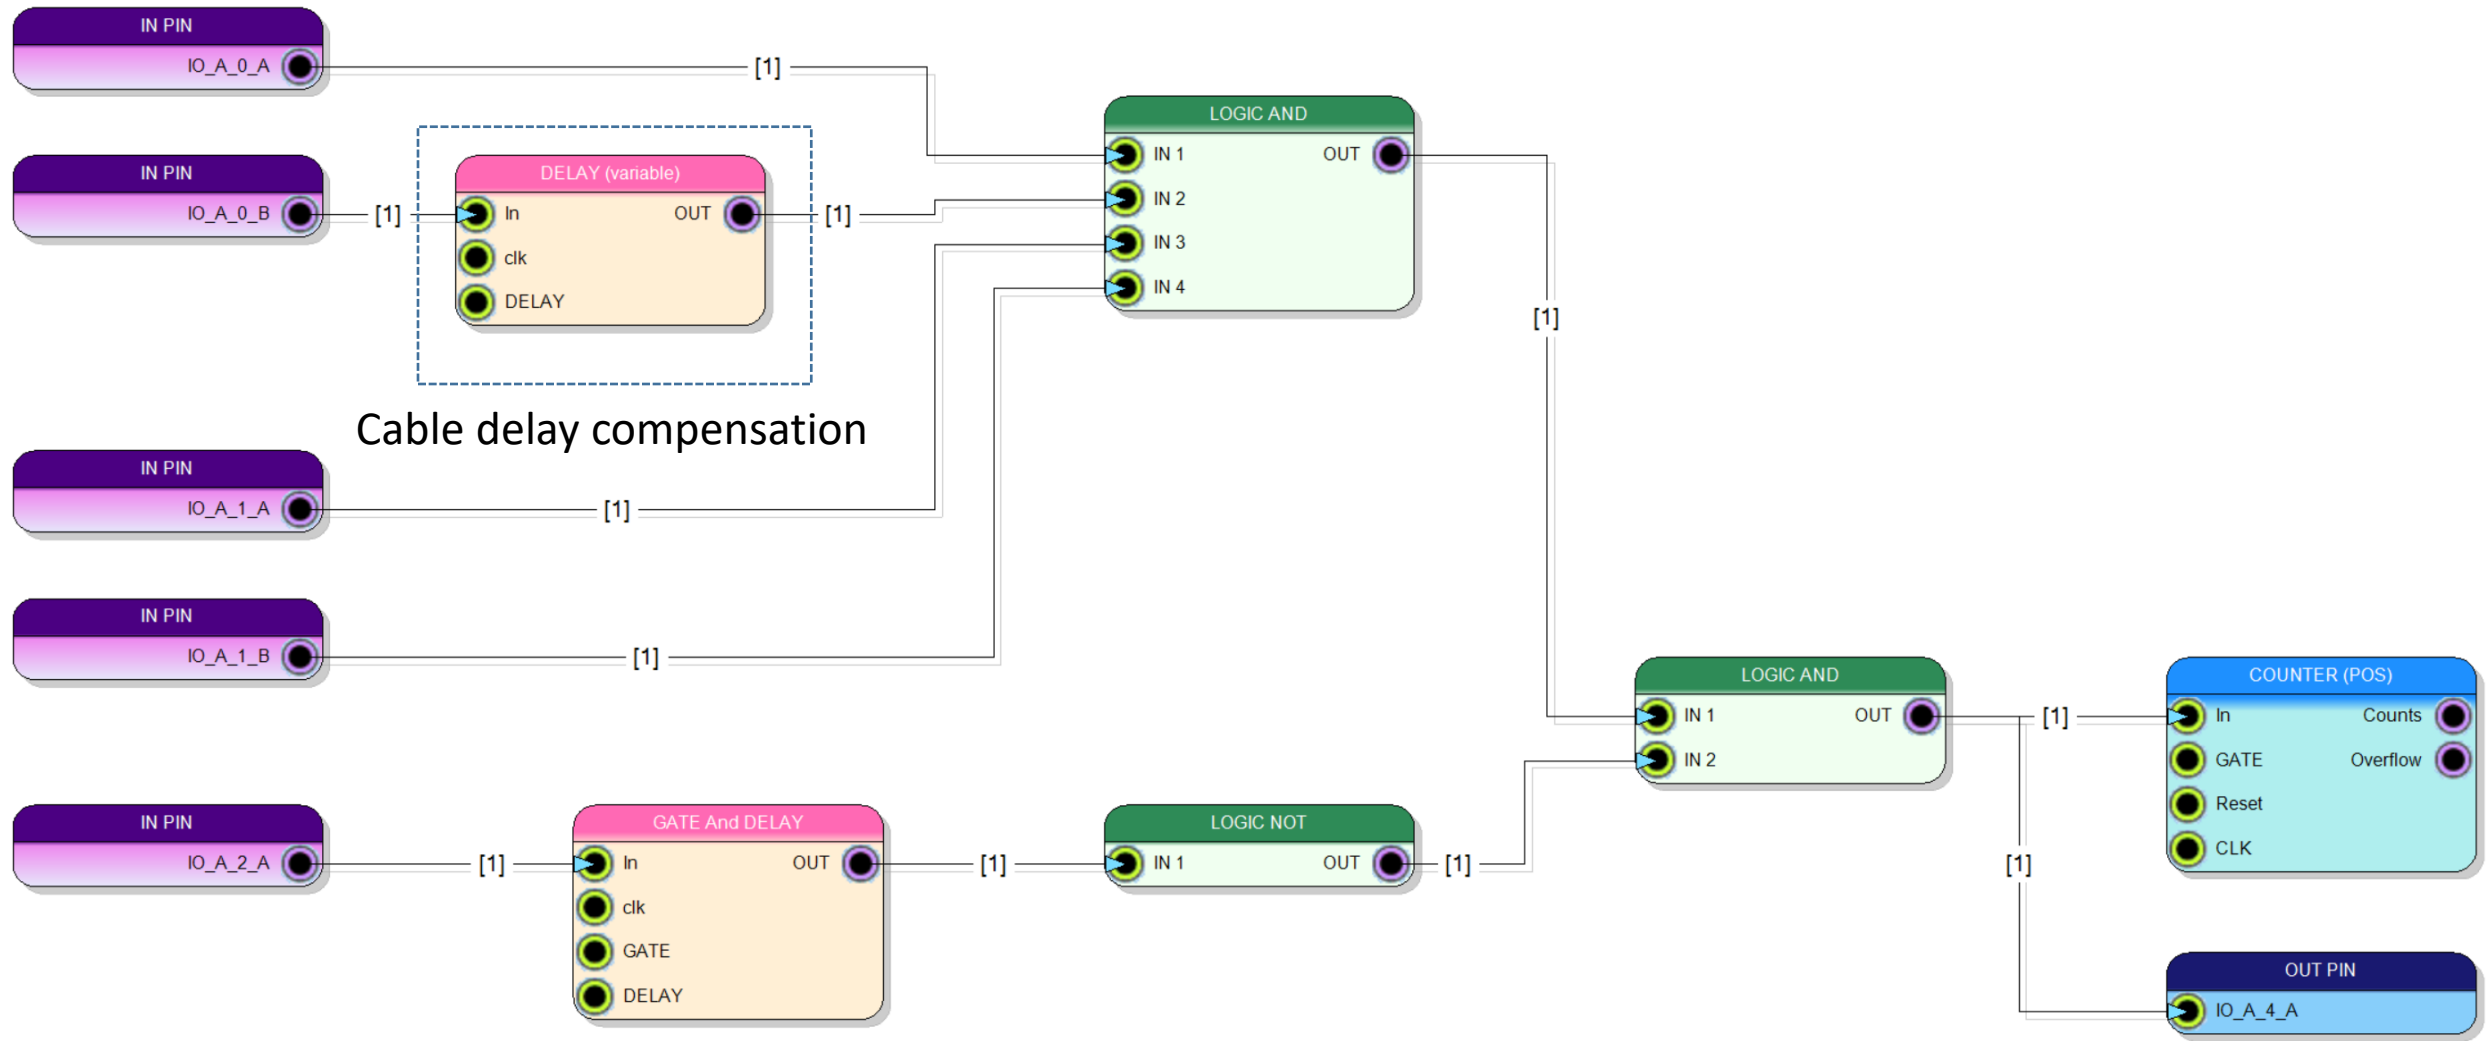 IN PIN
IO_A_0_A
[1]
LOGIC AND
IN 1
OUT
IN 2
IN 3
IN 4
IN PIN
IO_A_0_B
[1]
DELAY (variable)
In
OUT
clk
DELAY
[1]
Cable delay compensation
[1]
IN PIN
IO_A_1_A
[1]
IN PIN
IO_A_1_B
[1]
LOGIC AND
IN 1
OUT
IN 2
[1]
COUNTER (POS)
In
Counts
GATE
Overflow
Reset
CLK
IN PIN
IO_A_2_A
[1]
GATE And DELAY
In
OUT
clk
GATE
DELAY
[1]
LOGIC NOT
IN 1
OUT
[1]
[1]
OUT PIN
IO_A_4_A